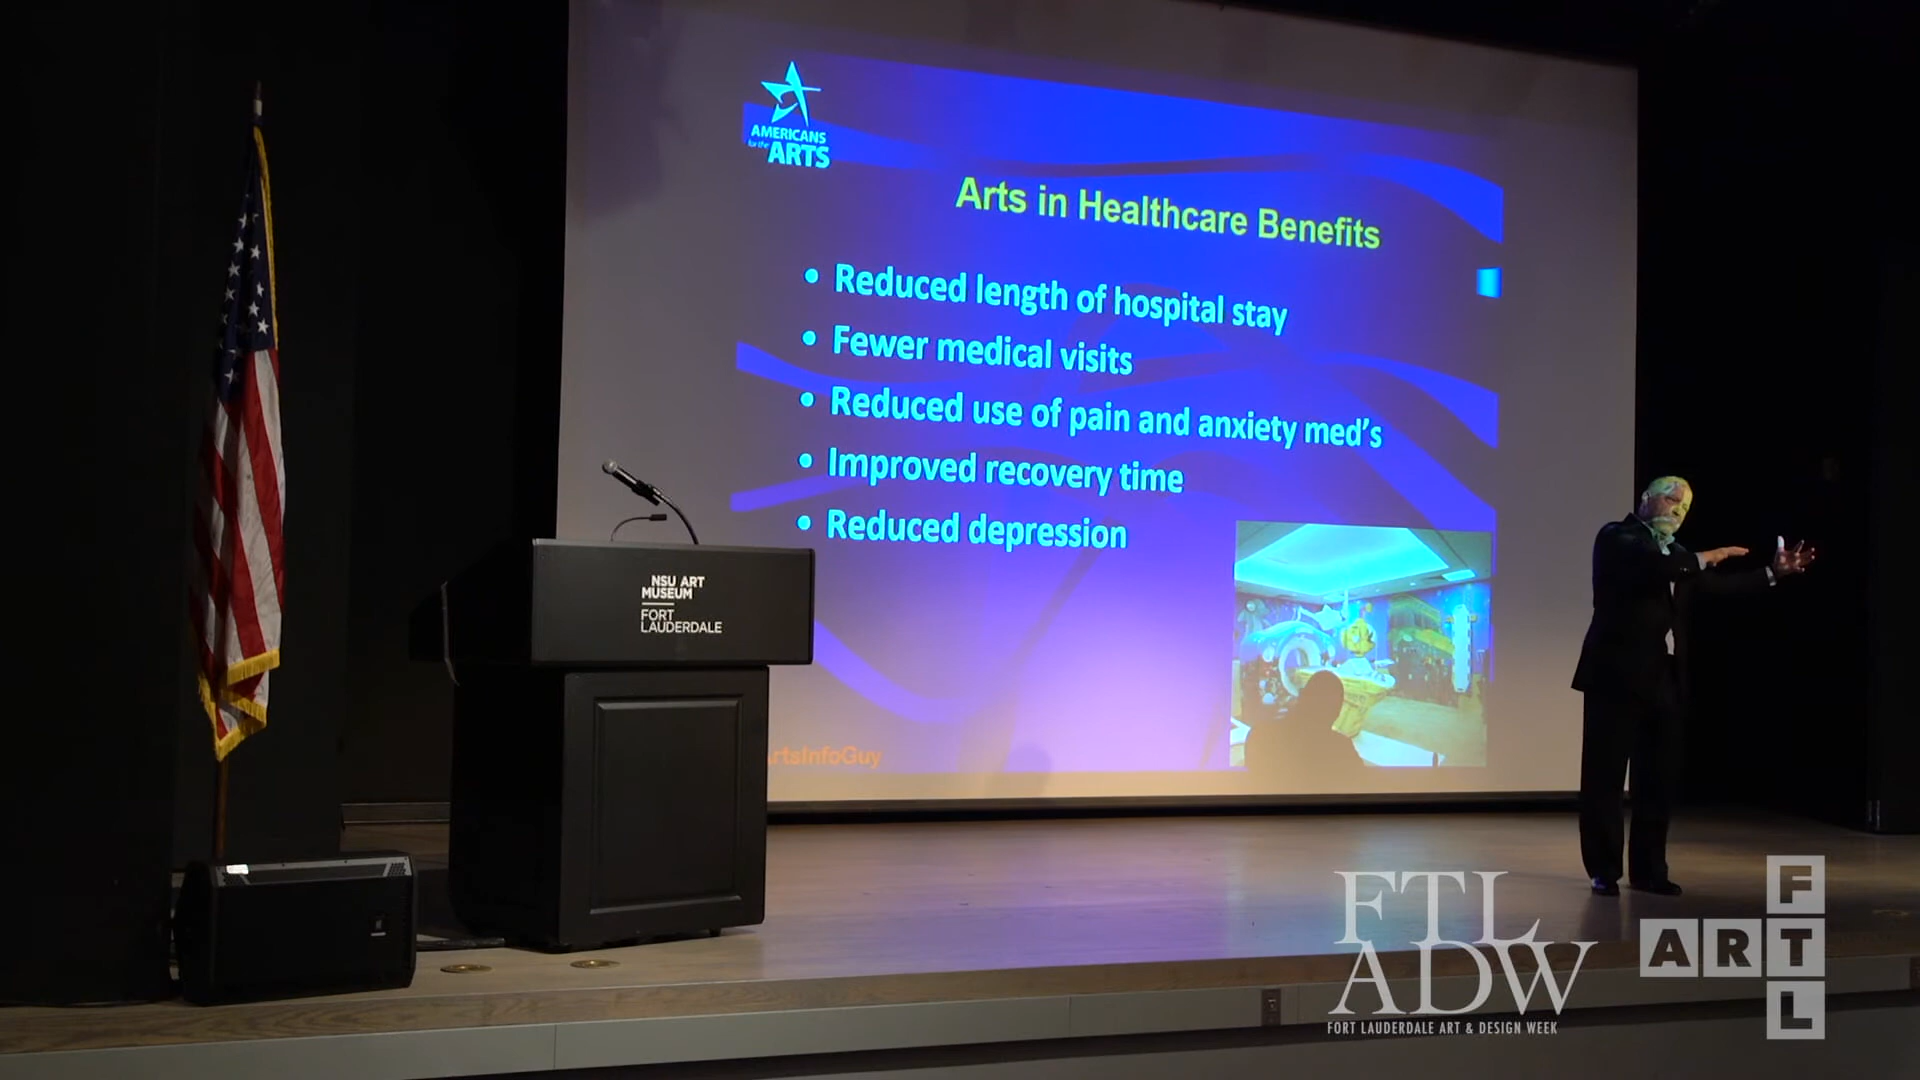 AMERICANS
for the
ARTS
Arts in Healthcare Benefits
• Reduced length of hospital stay
• Fewer medical visits
• Reduced use of pain and anxiety med's
• Improved recovery time
• Reduced depression
rtsInfoGuy
NSU ART
MUSEUM
FORT
LAUDERDALE
FTL
ADW
FORT LAUDERDALE ART & DESIGN WEEK
ART
FTL